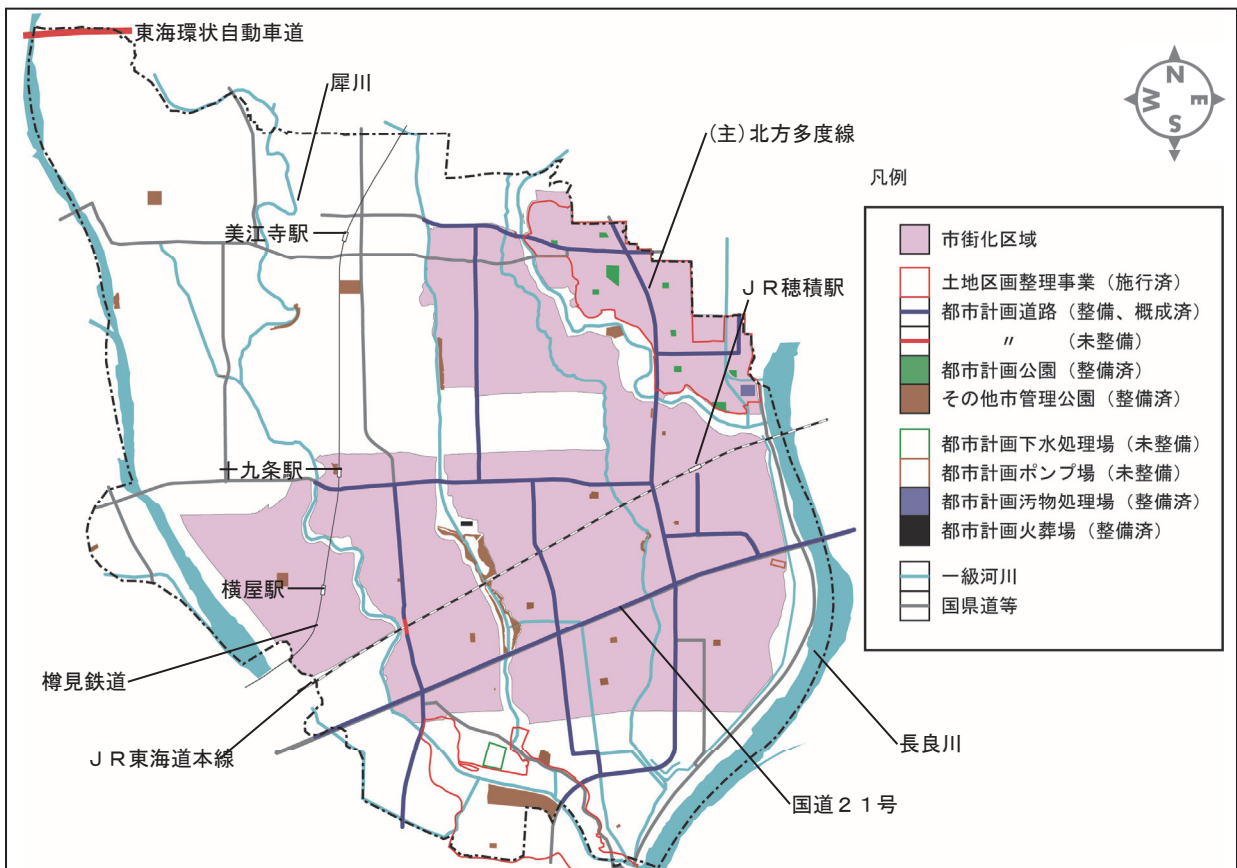 東海環状自動車道
犀川
(主)北方多度線
N
W
E
S
凡例
美江寺駅
JR穂積駅
市街化区域
土地区画整理事業(施行済)
都市計画道路(整備、概成済)
〃 (未整備)
都市計画公園(整備済)
その他市管理公園(整備済)
都市計画下水処理場(未整備)
都市計画ポンプ場(未整備)
都市計画汚物処理場(整備済)
都市計画火葬場(整備済)
一級河川
国県道等
十九条駅
横屋駅
樽見鉄道
JR東海道本線
長良川
国道21号